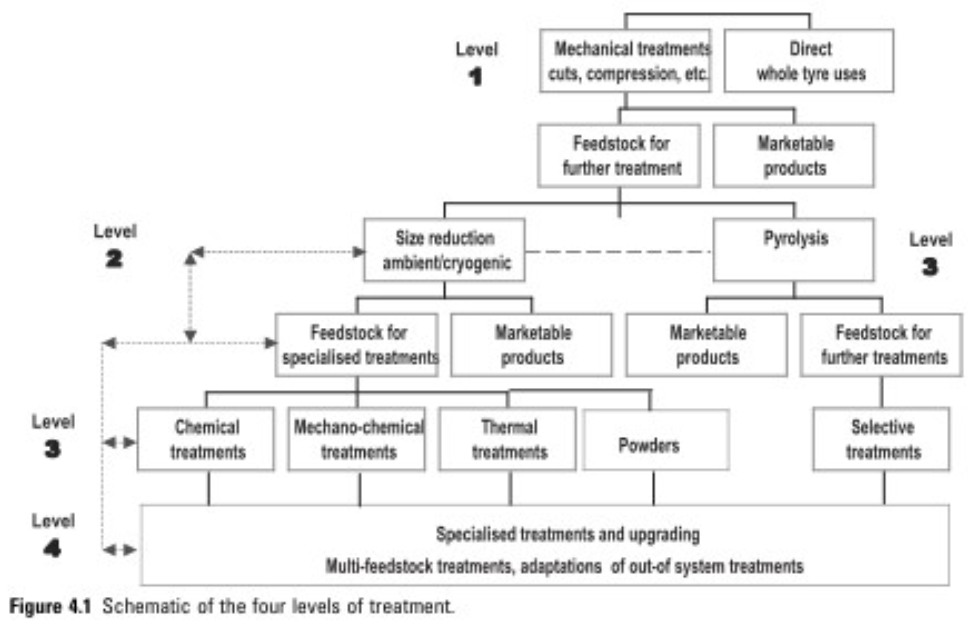 Level
1
Mechanical treatments
cuts, compression, etc.
Direct
whole tyre uses
Feedstock for
further treatment
Marketable
products
Level
2
Size reduction
ambient/cryogenic
Pyrolysis
Level
3
Feedstock for
specialised treatments
Marketable
products
Marketable
products
Feedstock for
further treatments
Level
3
Chemical
treatments
Mechano-chemical
treatments
Thermal
treatments
Powders
Selective
treatments
Level
4
Specialised treatments and upgrading
Multi-feedstock treatments, adaptations of out-of system treatments
Figure 4.1 Schematic of the four levels of treatment.